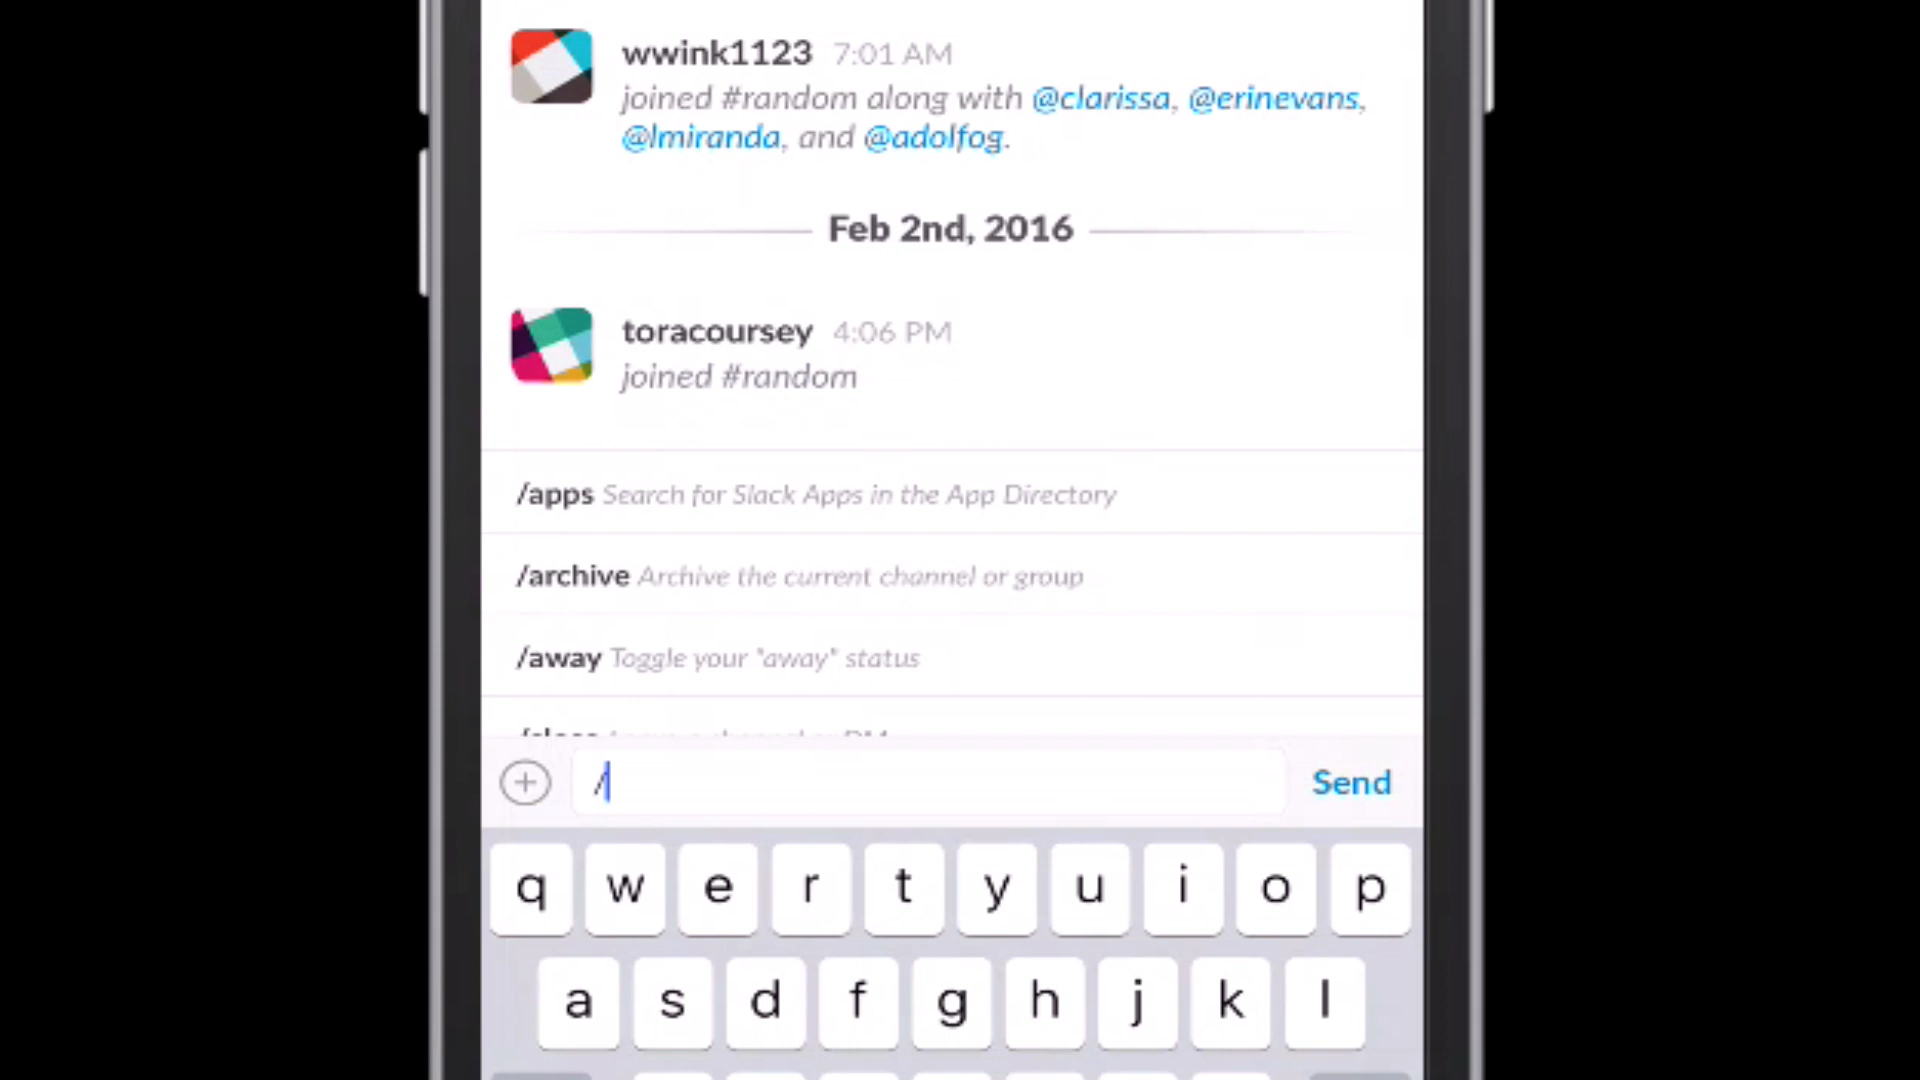 wwink1123 7:01 AM
joined #random along with @clarissa, @erinevans,
@lmiranda, and @adolfog.
Feb 2nd, 2016
toracoursey 4:06 PM
joined #random
/apps Search for Slack Apps in the App Directory
/archive Archive the current channel or group
/away Toggle your "away" status
/
Send
q w e r t y u i o p
a s d f g h j k l